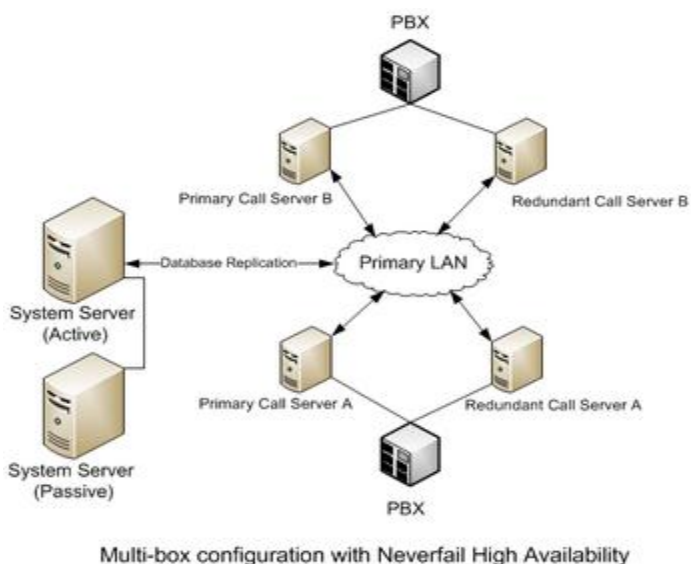 PBX
Primary Call Server B
Redundant Call Server B
Database Replication
Primary LAN
System Server
(Active)
Primary Call Server A
Redundant Call Server A
System Server
(Passive)
PBX
Multi-box configuration with Neverfail High Availability